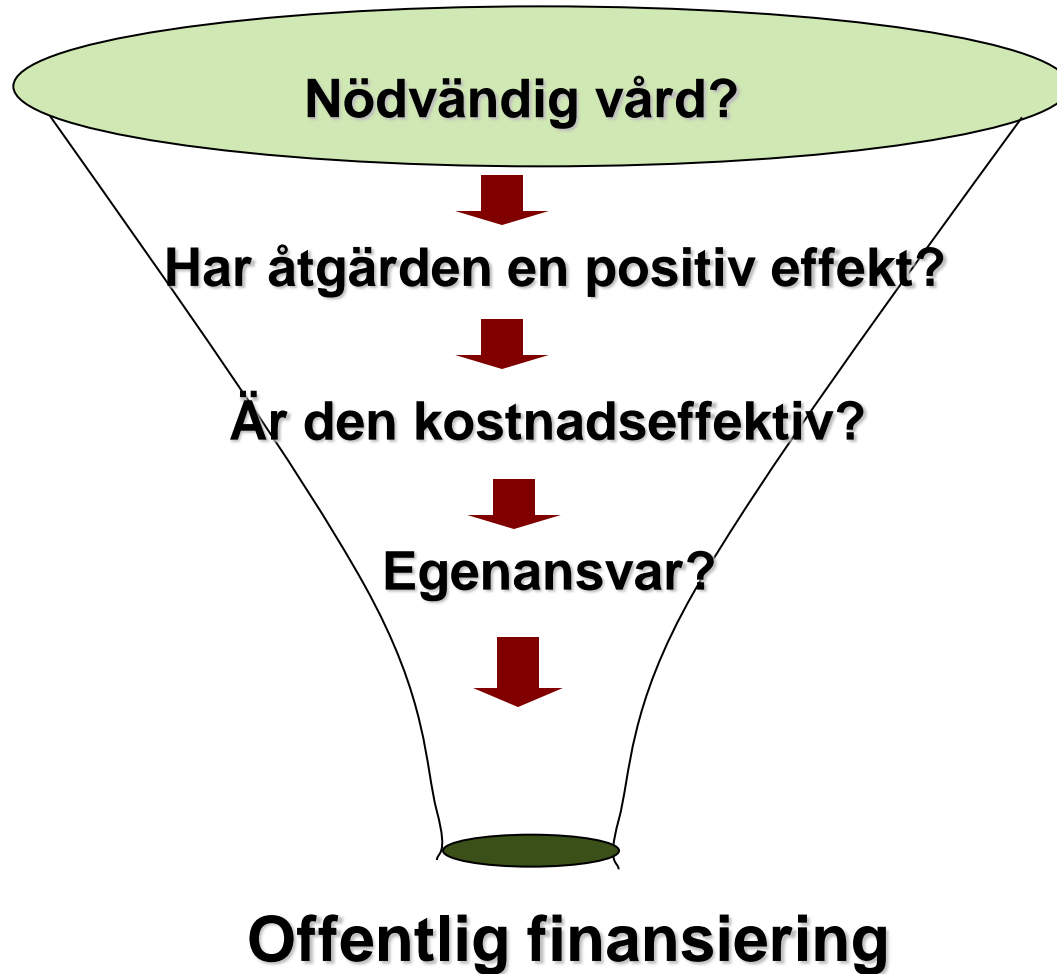 Nödvändig vård?
Har åtgärden en positiv effekt?
Är den kostnadseffektiv?
Egenansvar?
Offentlig finansiering